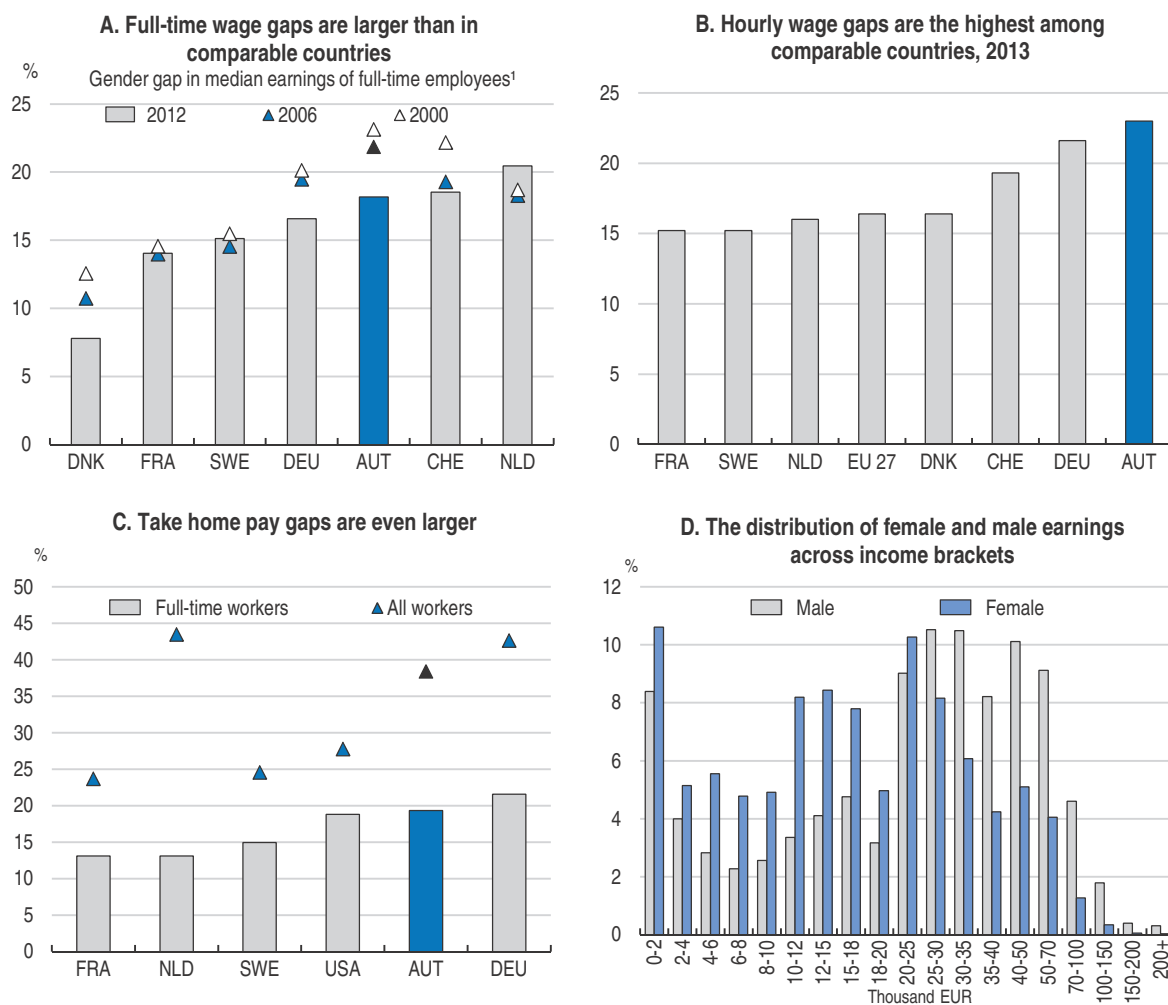 A. Full-time wage gaps are larger than in
comparable countries
Gender gap in median earnings of full-time employees¹
%
2012
2006
2000
25
20
15
10
5
0
DNK
FRA
SWE
DEU
AUT
CHE
NLD
B. Hourly wage gaps are the highest among
comparable countries, 2013
25
20
15
10
5
0
FRA
SWE
NLD
EU 27
DNK
CHE
DEU
AUT
C. Take home pay gaps are even larger
%
Full-time workers
All workers
50
45
40
35
30
25
20
15
10
5
0
FRA
NLD
SWE
USA
AUT
DEU
D. The distribution of female and male earnings
across income brackets
%
Male
Female
12
10
8
6
4
2
0
0-2
2-4
4-6
6-8
8-10
10-12
12-15
15-18
18-20
20-25
25-30
30-35
35-40
40-50
50-70
70-100
100-150
150-200
200+
Thousand EUR